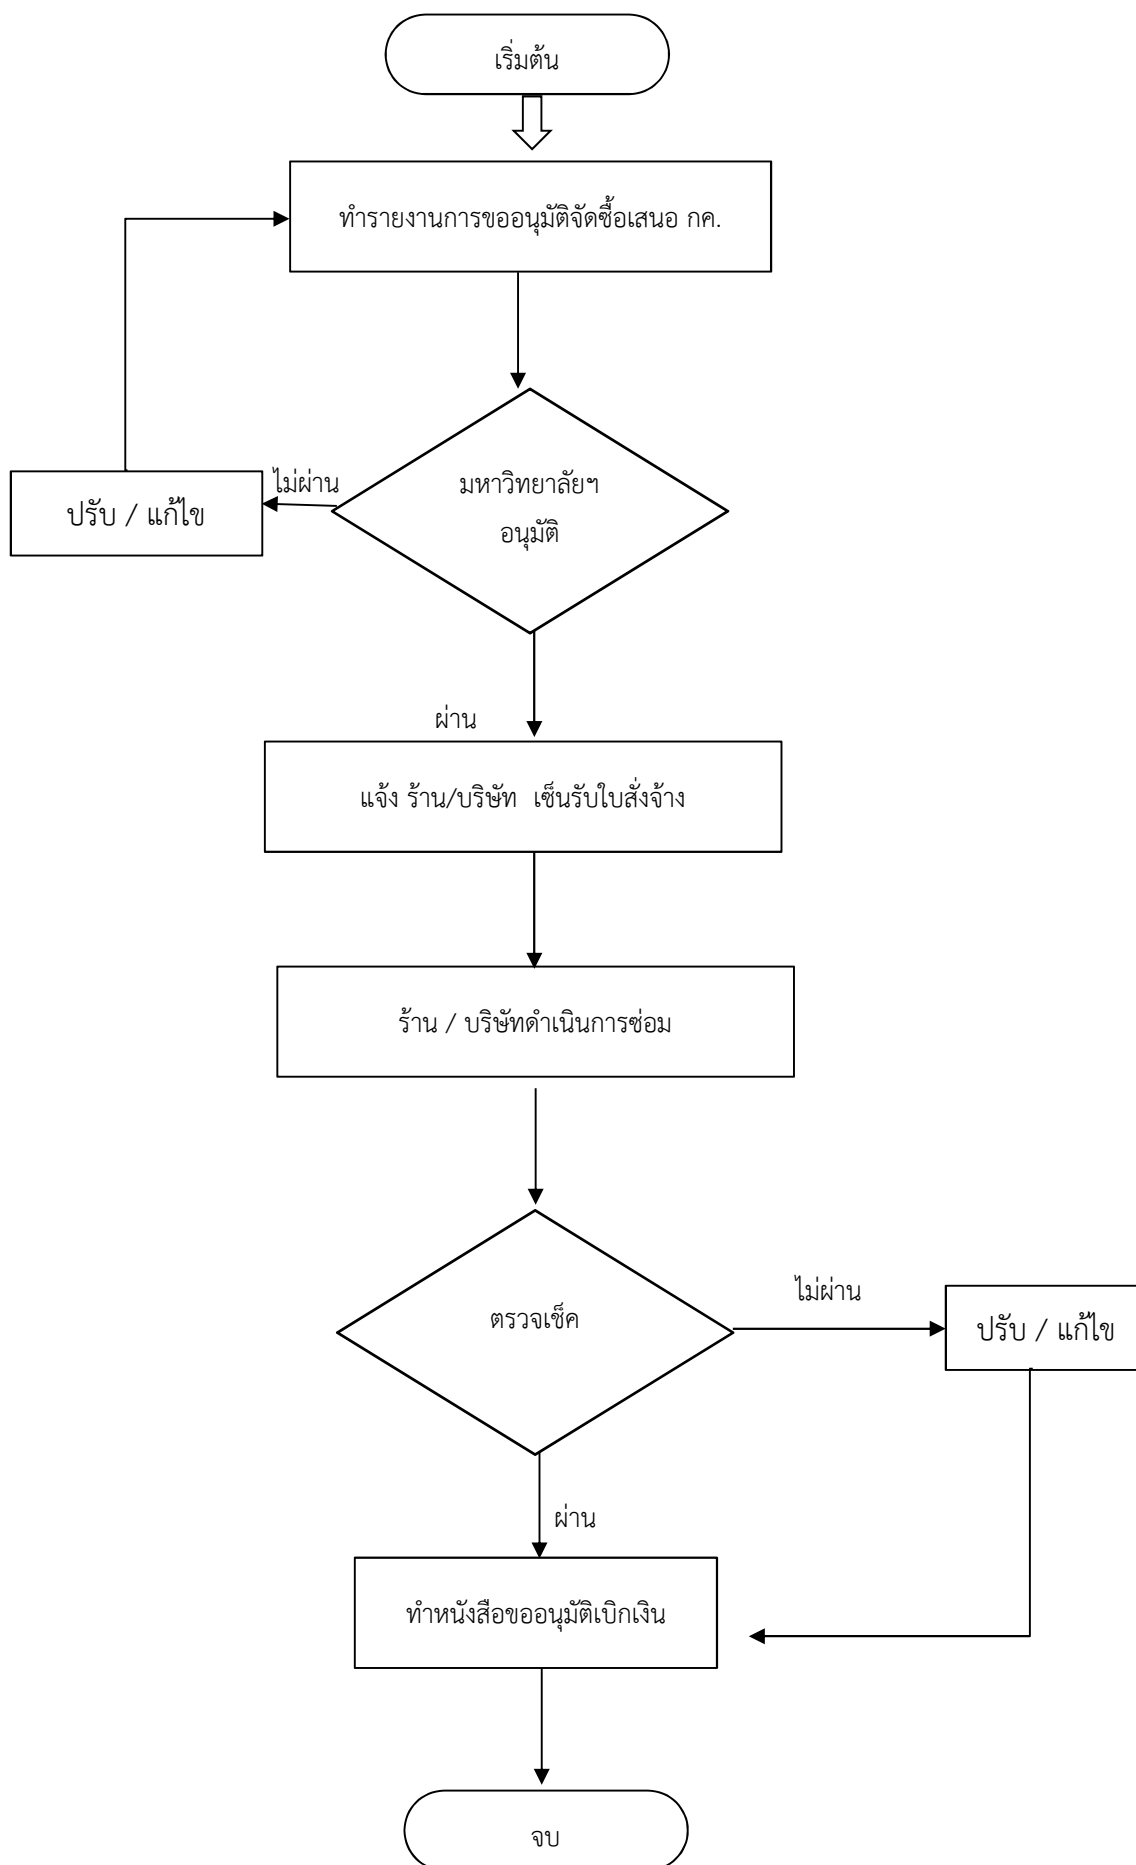 เริ่มต้น
ทำรายงานการขออนุมัติจัดซื้อเสนอ กค.
ไม่ผ่าน
ปรับ / แก้ไข
มหาวิทยาลัยฯ
อนุมัติ
ผ่าน
แจ้ง ร้าน/บริษัท เซ็นรับใบสั่งจ้าง
ร้าน / บริษัทดำเนินการซ่อม
ตรวจเช็ค
ไม่ผ่าน
ปรับ / แก้ไข
ผ่าน
ทำหนังสือขออนุมัติเบิกเงิน
จบ